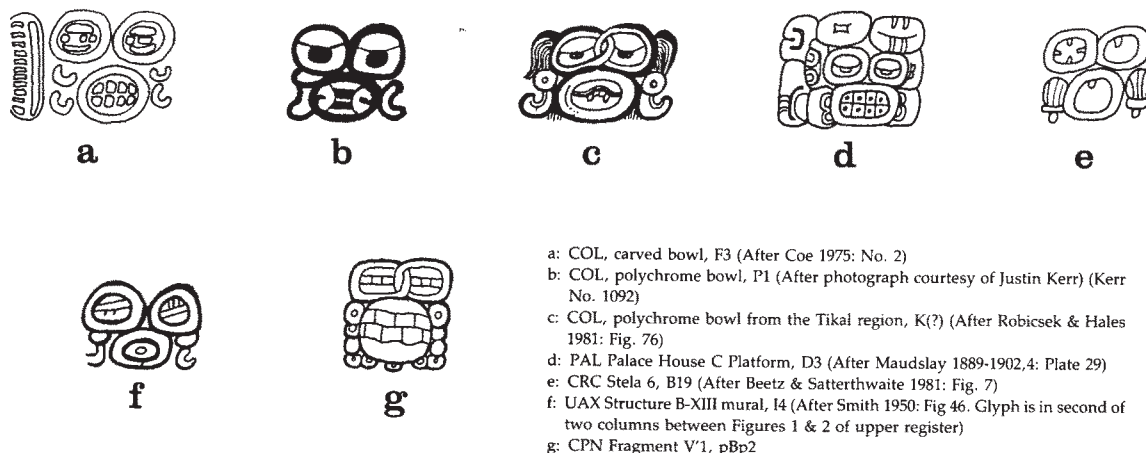 a
b
c
d
e
f
g
a: COL, carved bowl, F3 (After Coe 1975: No. 2)
b: COL, polychrome bowl, P1 (After photograph courtesy of Justin Kerr) (Kerr
No. 1092)
c: COL, polychrome bowl from the Tikal region, K(?) (After Robicsek & Hales
1981: Fig. 76)
d: PAL Palace House C Platform, D3 (After Maudslay 1889-1902,4: Plate 29)
e: CRC Stela 6, B19 (After Beetz & Satterthwaite 1981: Fig. 7)
f: UAX Structure B-XIII mural, I4 (After Smith 1950: Fig 46. Glyph is in second of
two columns between Figures 1 & 2 of upper register)
g: CPN Fragment V'1, pBp2